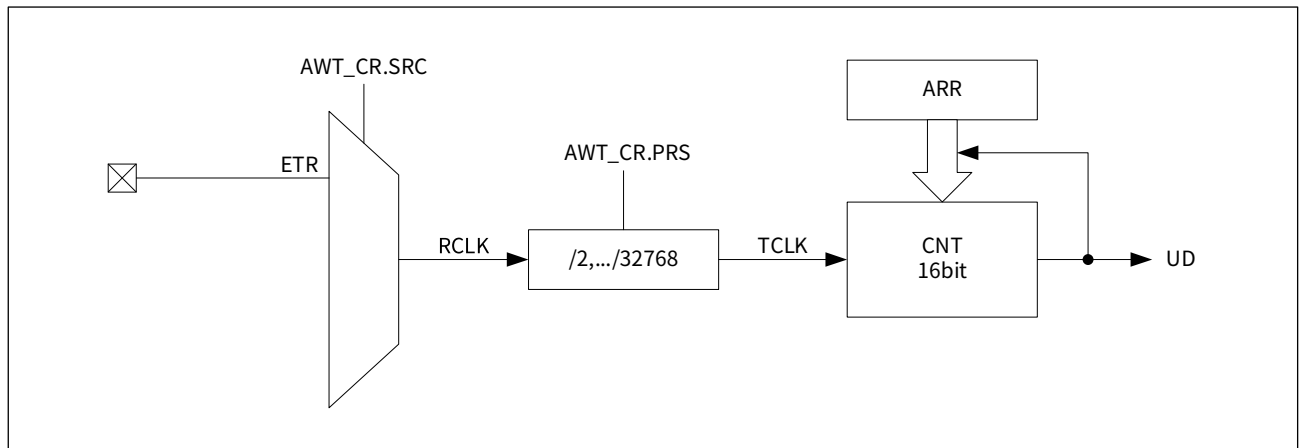 AWT_CR.SRC
ARR
AWT_CR.PRS
ETR
RCLK
/2,.../32768
TCLK
CNT
16bit
UD